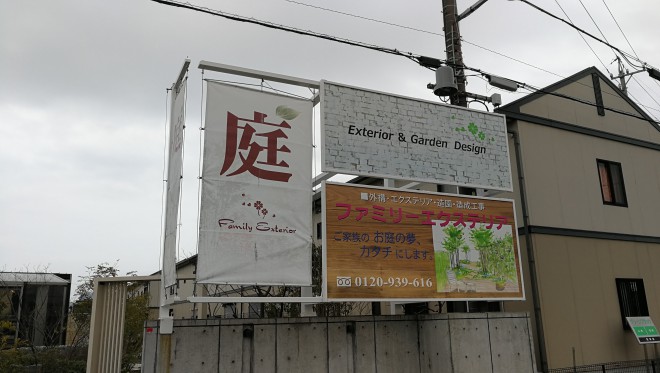 庭
Family Exterior
Exterior & Garden Design
■外構・エクステリア・造園・造成工事
ファミリーエクステリア
ご家族の お庭の夢、
カタチにします。
0120-939-616